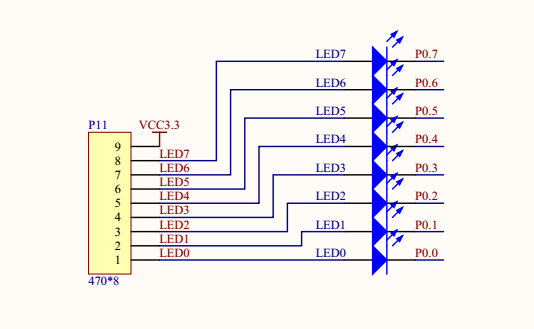 LED7 P0.7
LED6 P0.6
LED5 P0.5
P11 VCC3.3
LED4 P0.4
9
8 LED7
LED3 P0.3
7 LED6
6 LED5
LED2 P0.2
5 LED4
4 LED3
LED1 P0.1
3 LED2
2 LED1
1 LED0 LED0 P0.0
470*8